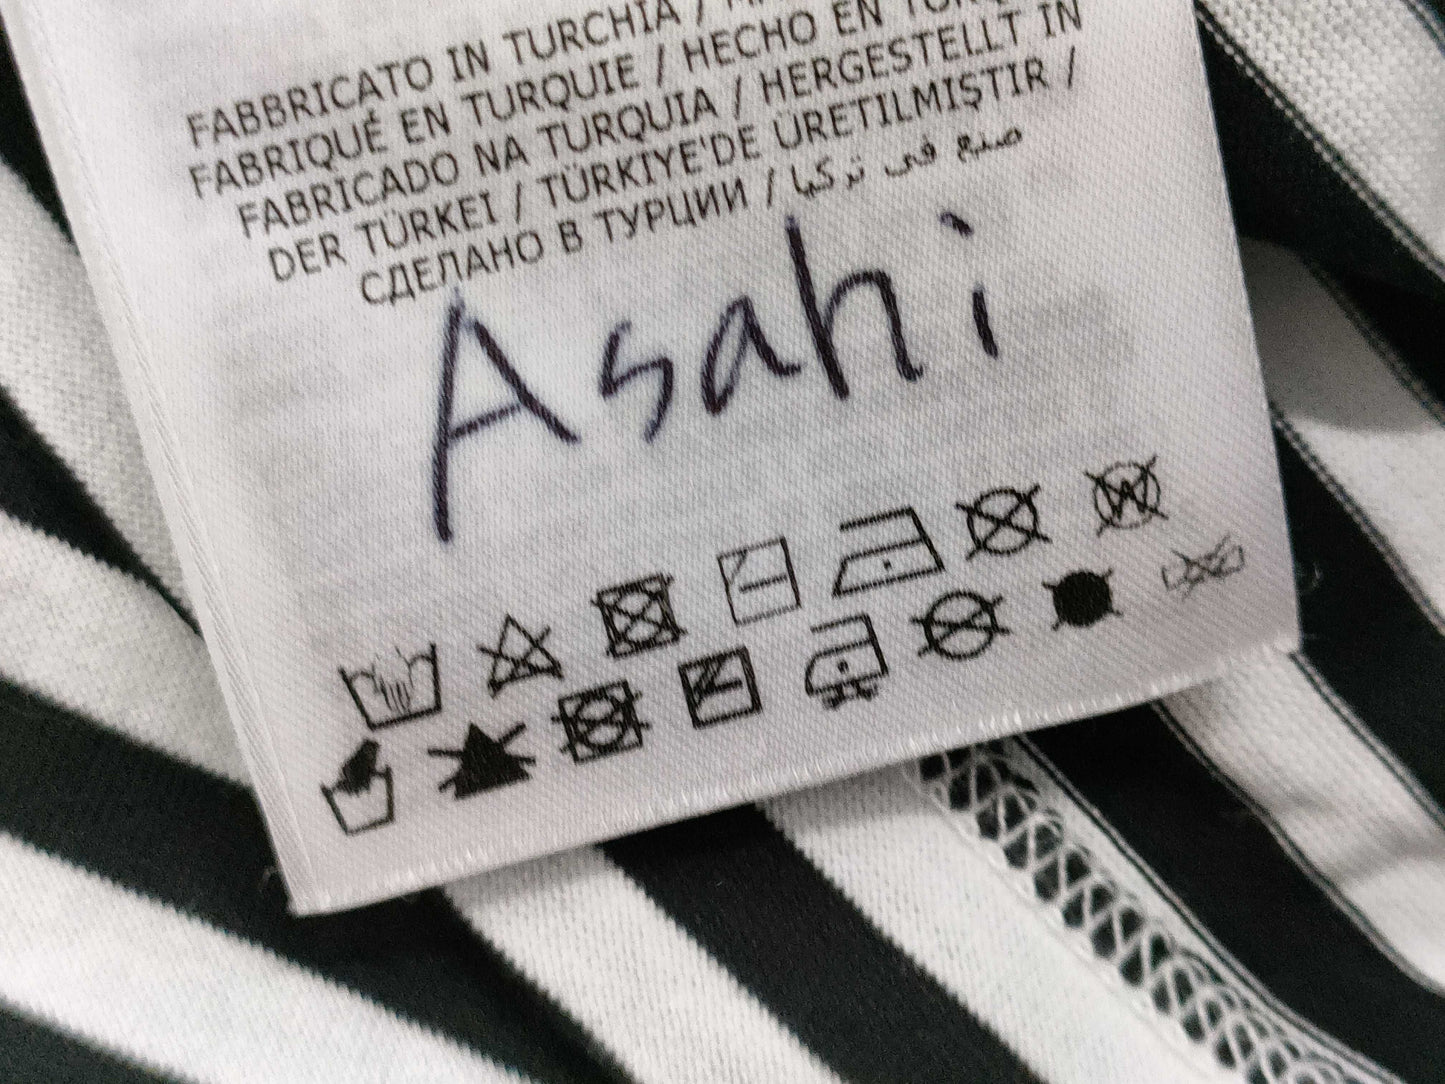 FABBRICATO IN TURCHIA /
FABRIQUÉ EN TURQUIE / HECHO EN
FABRICADO NA TURQUIA / HERGESTELLT IN
DER TÜRKEI / TÜRKIYE'DE ÜRETILMIŞTIR /
СДЕЛАНО В ТУРЦИИ / صنع في تركيا
Asahi
W